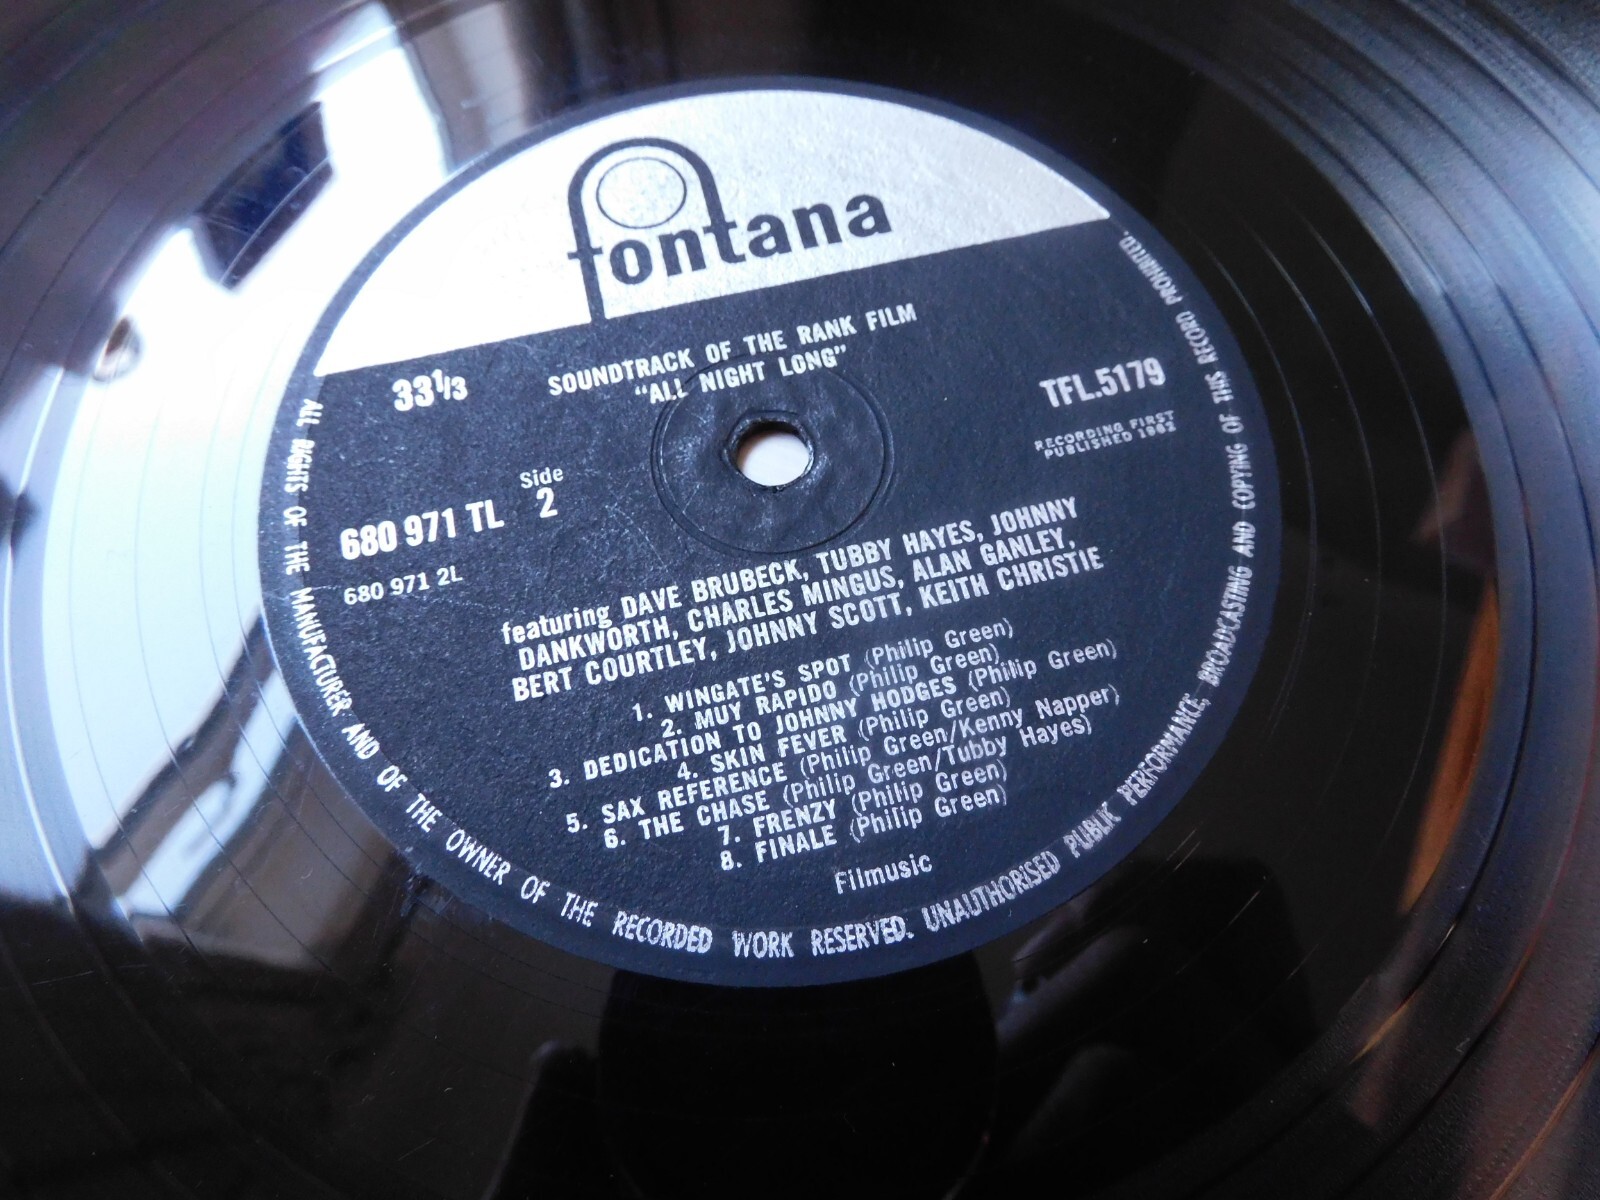 fontana
SOUNDTRACK OF THE RANK FILM
"ALL NIGHT LONG"
33⅓
TFL.5179
RECORDING FIRST
PUBLISHED 1962
Side
2
680 971 TL
680 971 2L
featuring DAVE BRUBECK, TUBBY HAYES, JOHNNY
DANKWORTH, CHARLES MINGUS, ALAN GANLEY,
BERT COURTLEY, JOHNNY SCOTT, KEITH CHRISTIE
1. WINGATE'S SPOT (Philip Green)
2. MUY RAPIDO (Philip Green)
3. DEDICATION TO JOHNNY HODGES (Philip Green)
4. SKIN FEVER (Philip Green)
5. SAX REFERENCE (Philip Green/Kenny Napper)
6. THE CHASE (Philip Green/Tubby Hayes)
7. FRENZY (Philip Green)
8. FINALE (Philip Green)
Filmusic
ALL RIGHTS OF THE MANUFACTURER AND OF THE OWNER OF THE RECORDED WORK RESERVED. UNAUTHORISED PUBLIC PERFORMANCE, BROADCASTING AND COPYING OF THIS RECORD PROHIBITED.